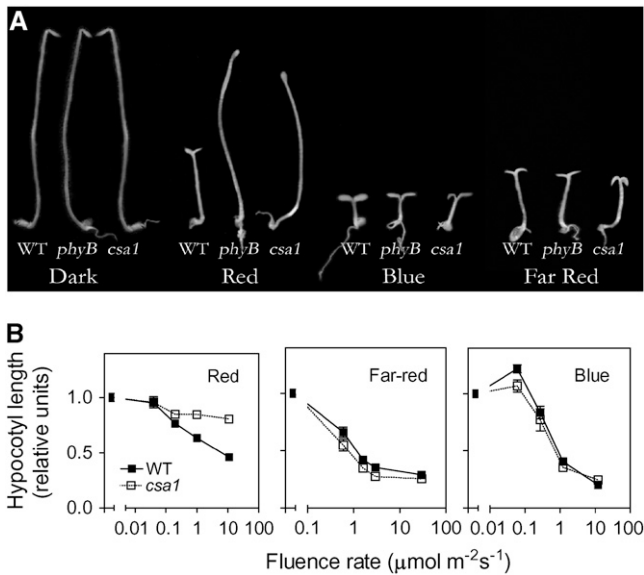 A
WT phyB csa1 WT phyB csa1 WT phyB csa1 WT phyB csa1
Dark Red Blue Far Red
B
Hypocotyl length
(relative units)
1.0
0.5
0.0
Red
WT
csa1
0 0.01 0.1 1 10 100
Far-red
0 0.1 1 10 100
Blue
0 0.01 0.1 1 10 100
Fluence rate (μmol m-2s-1)